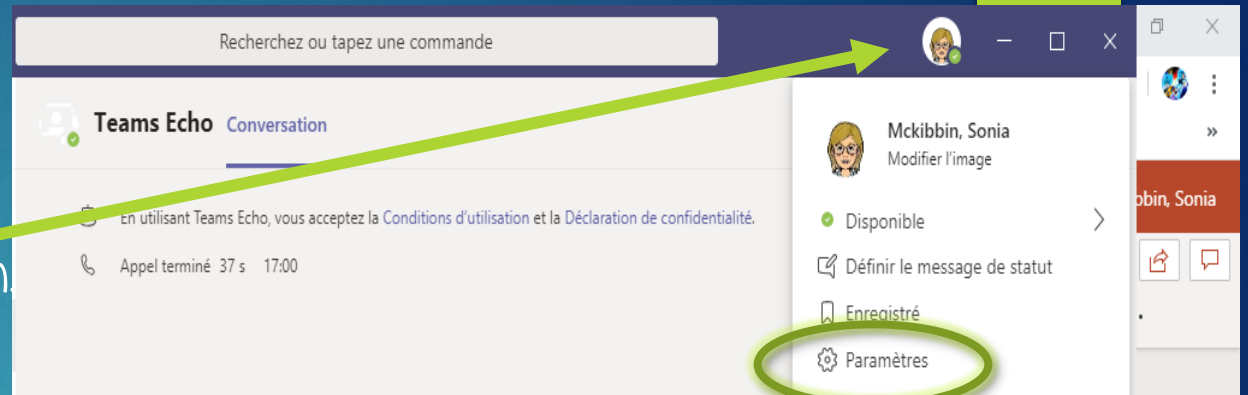 Recherchez ou tapez une commande
Teams Echo Conversation
En utilisant Teams Echo, vous acceptez la Conditions d'utilisation et la Déclaration de confidentialité.
Appel terminé 37 s 17:00
Mckibbin, Sonia
Modifier l'image
Disponible
Définir le message de statut
Enregistré
Paramètres
bbin, Sonia